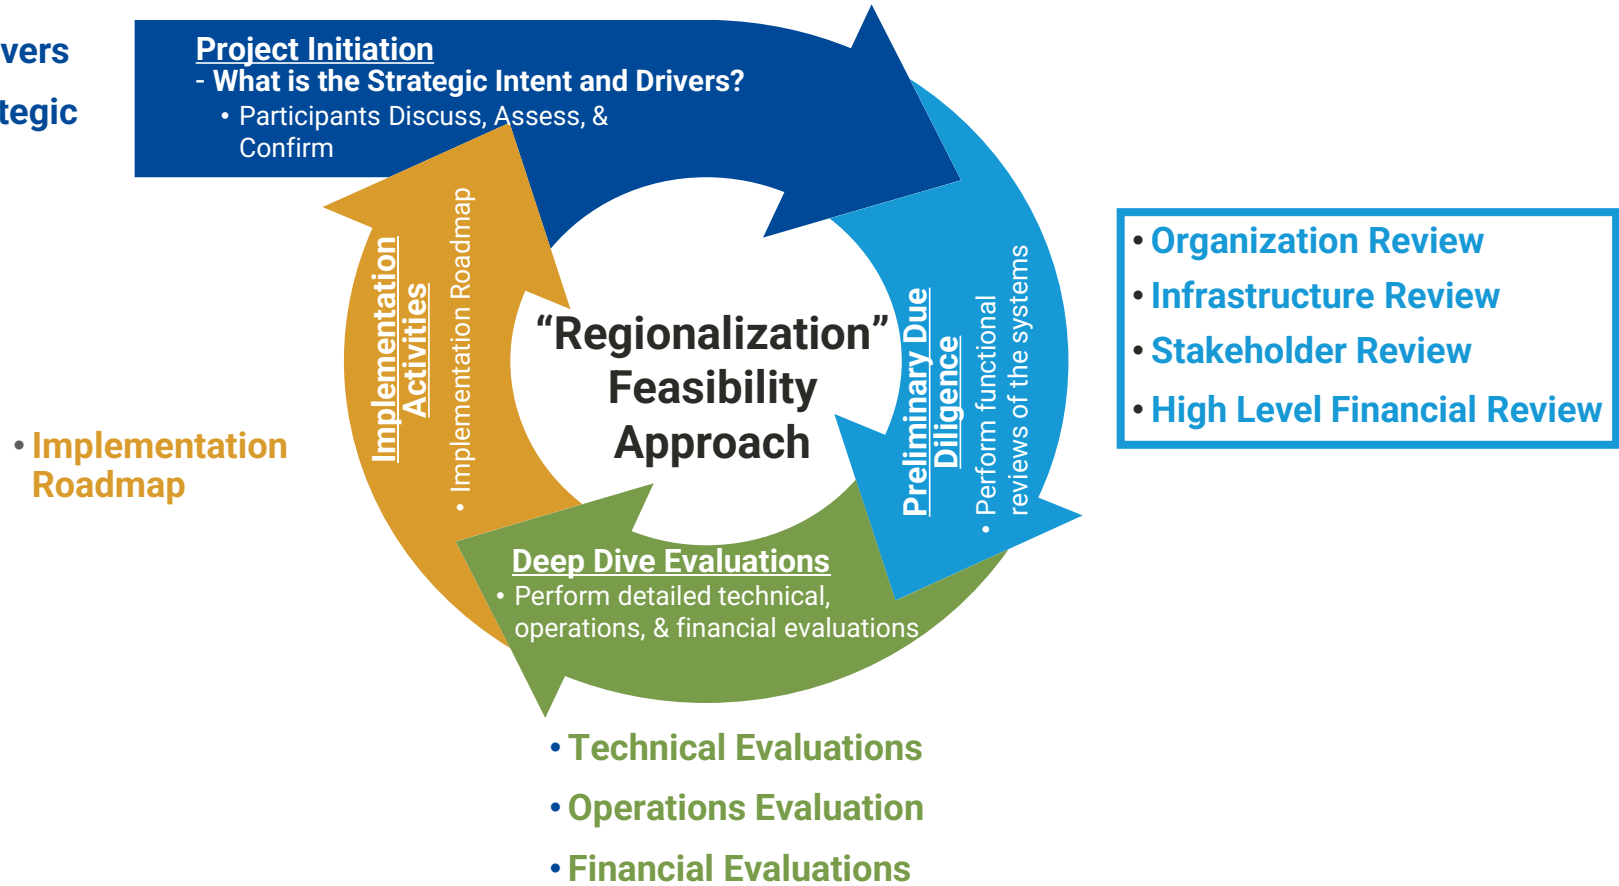 Project Initiation
- What is the Strategic Intent and Drivers?
• Participants Discuss, Assess, &
Confirm
Preliminary Due
Diligence
• Perform functional
reviews of the systems
• Organization Review
• Infrastructure Review
• Stakeholder Review
• High Level Financial Review
“Regionalization”
Feasibility
Approach
Deep Dive Evaluations
• Perform detailed technical,
operations, & financial evaluations
• Technical Evaluations
• Operations Evaluation
• Financial Evaluations
Implementation
Activities
• Implementation Roadmap
• Implementation
Roadmap